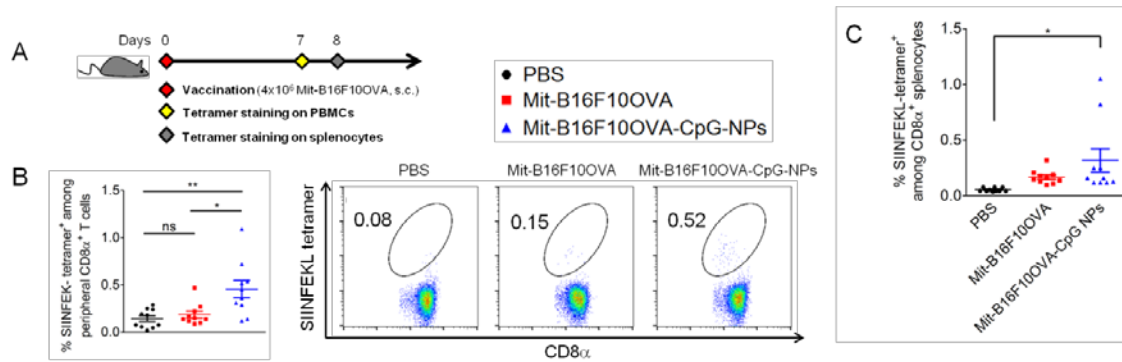 A
Days 0 7 8
Vaccination (4x10⁶ Mit-B16F10OVA, s.c.)
Tetramer staining on PBMCs
Tetramer staining on splenocytes
PBS
Mit-B16F10OVA
Mit-B16F10OVA-CpG-NPs
B
% SIINFEK- tetramer⁺ among
peripheral CD8α⁺ T cells
1.5
1.0
0.5
0.0
**
*
ns
PBS Mit-B16F10OVA Mit-B16F10OVA-CpG-NPs
0.08 0.15 0.52
SIINFEKL tetramer
CD8α
C
% SIINFEKL-tetramer⁺
among CD8α⁺ splenocytes
1.5
1.0
0.5
0.0
*
PBS
Mit-B16F10OVA
Mit-B16F10OVA-CpG NPs